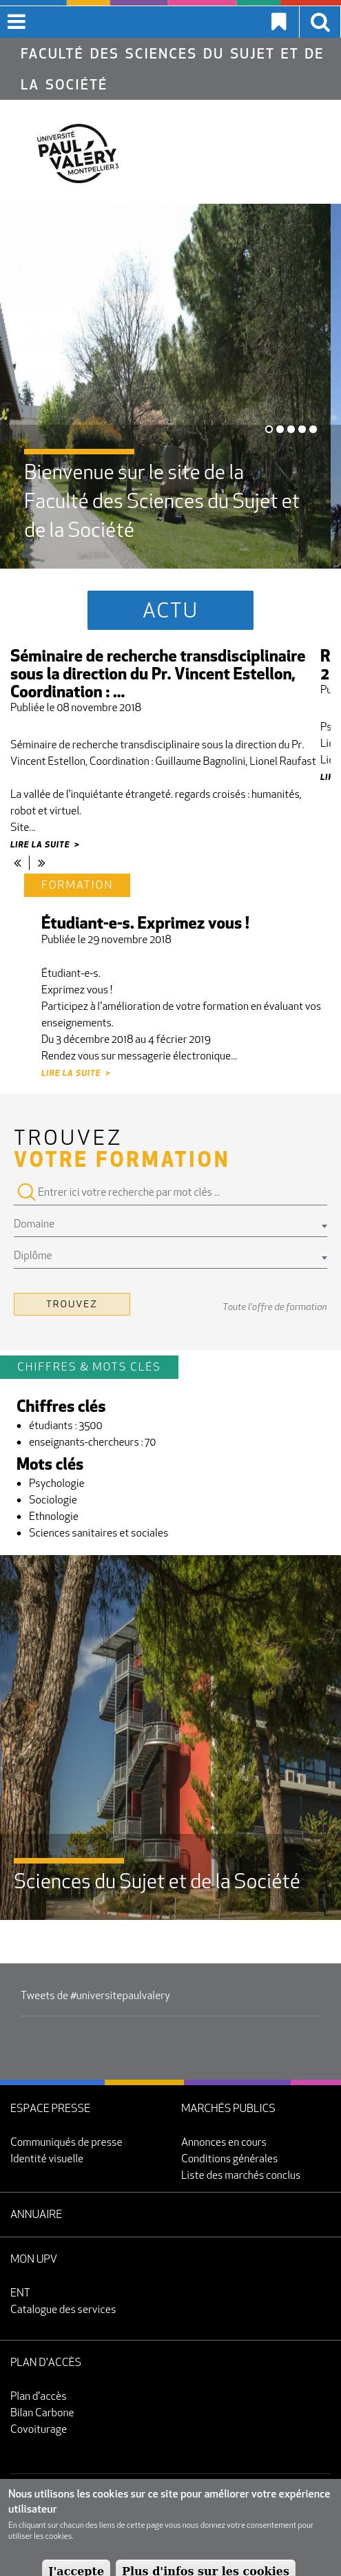 FACULTÉ DES SCIENCES DU SUJET ET DE
LA SOCIÉTÉ
UNIVERSITÉ
PAUL
VALÉRY
MONTPELLIER 3
Bienvenue sur le site de la
Faculté des Sciences du Sujet et
de la Société
ACTU
Séminaire de recherche transdisciplinaire
sous la direction du Pr. Vincent Estellon,
Coordination : ...
Publiée le 08 novembre 2018
Séminaire de recherche transdisciplinaire sous la direction du Pr.
Vincent Estellon, Coordination : Guillaume Bagnolini, Lionel Raufast
La vallée de l'inquiétante étrangeté. regards croisés : humanités,
robot et virtuel.
Site...
LIRE LA SUITE >
R
2
Pu
Ps
Lic
Lic
LIRE
« | »
FORMATION
Étudiant-e-s. Exprimez vous !
Publiée le 29 novembre 2018
Étudiant-e-s.
Exprimez vous !
Participez à l'amélioration de votre formation en évaluant vos
enseignements.
Du 3 décembre 2018 au 4 février 2019
Rendez vous sur messagerie électronique...
LIRE LA SUITE >
TROUVEZ
VOTRE FORMATION
Entrer ici votre recherche par mot clés ...
Domaine
Diplôme
TROUVEZ
Toute l'offre de formation
CHIFFRES & MOTS CLÉS
Chiffres clés
• étudiants : 3500
• enseignants-chercheurs : 70
Mots clés
• Psychologie
• Sociologie
• Ethnologie
• Sciences sanitaires et sociales
Sciences du Sujet et de la Société
Tweets de #universitepaulvalery
ESPACE PRESSE
Communiqués de presse
Identité visuelle
MARCHÉS PUBLICS
Annonces en cours
Conditions générales
Liste des marchés conclus
ANNUAIRE
MON UPV
ENT
Catalogue des services
PLAN D'ACCÈS
Plan d'accès
Bilan Carbone
Covoiturage
Nous utilisons les cookies sur ce site pour améliorer votre expérience
utilisateur
En cliquant sur chacun des liens de cette page vous nous donnez votre consentement pour
utiliser les cookies.
J'accepte
Plus d'infos sur les cookies